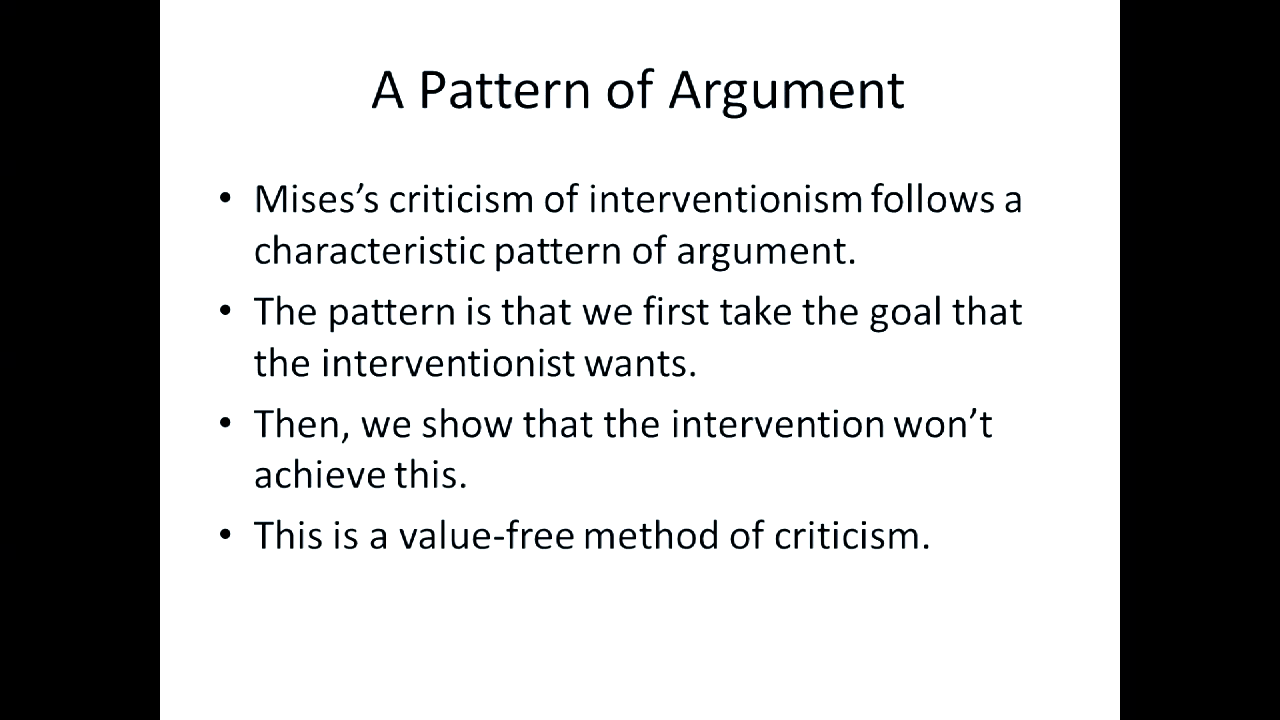 A Pattern of Argument
• Mises’s criticism of interventionism follows a
characteristic pattern of argument.
• The pattern is that we first take the goal that
the interventionist wants.
• Then, we show that the intervention won’t
achieve this.
• This is a value-free method of criticism.